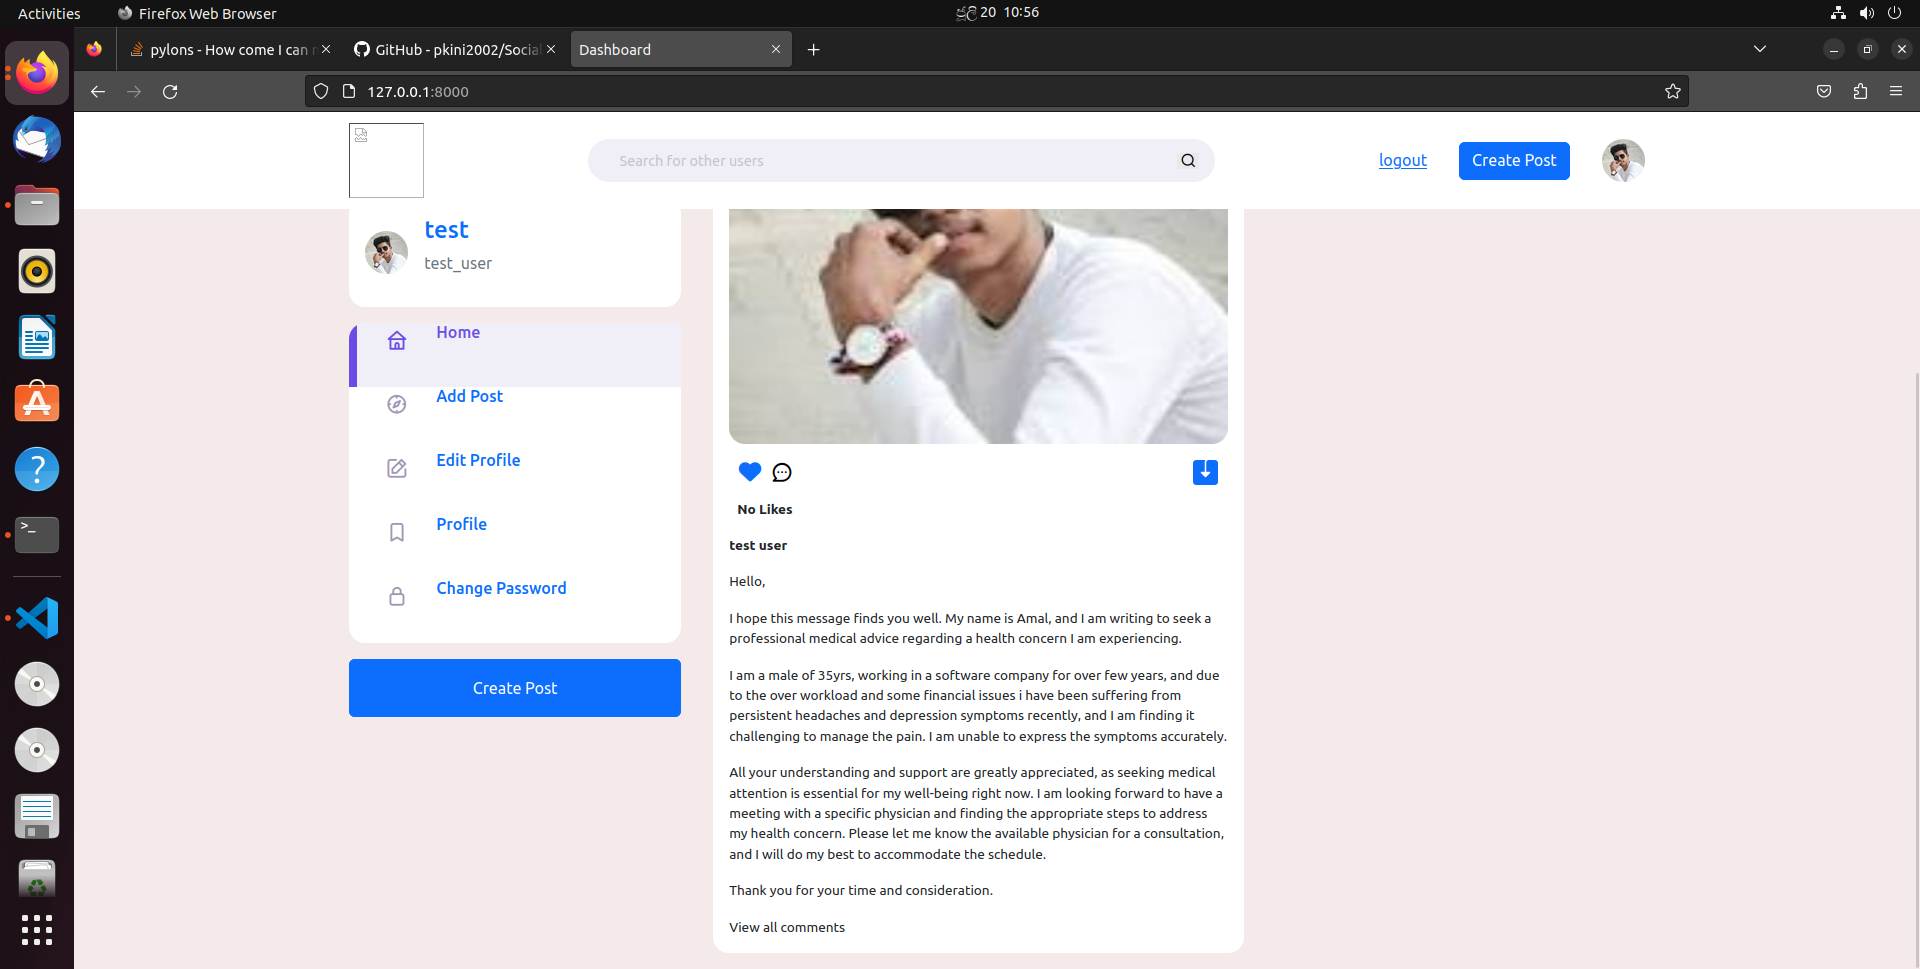 Activities
Firefox Web Browser
ජූලි 20 10:56
pylons - How come I can
GitHub - pkini2002/Social
Dashboard
127.0.0.1:8000
Search for other users
logout
Create Post
test
test_user
Home
Add Post
Edit Profile
Profile
Change Password
Create Post
No Likes
test user
Hello,
I hope this message finds you well. My name is Amal, and I am writing to seek a
professional medical advice regarding a health concern I am experiencing.
I am a male of 35yrs, working in a software company for over few years, and due
to the over workload and some financial issues i have been suffering from
persistent headaches and depression symptoms recently, and I am finding it
challenging to manage the pain. I am unable to express the symptoms accurately.
All your understanding and support are greatly appreciated, as seeking medical
attention is essential for my well-being right now. I am looking forward to have a
meeting with a specific physician and finding the appropriate steps to address
my health concern. Please let me know the available physician for a consultation,
and I will do my best to accommodate the schedule.
Thank you for your time and consideration.
View all comments